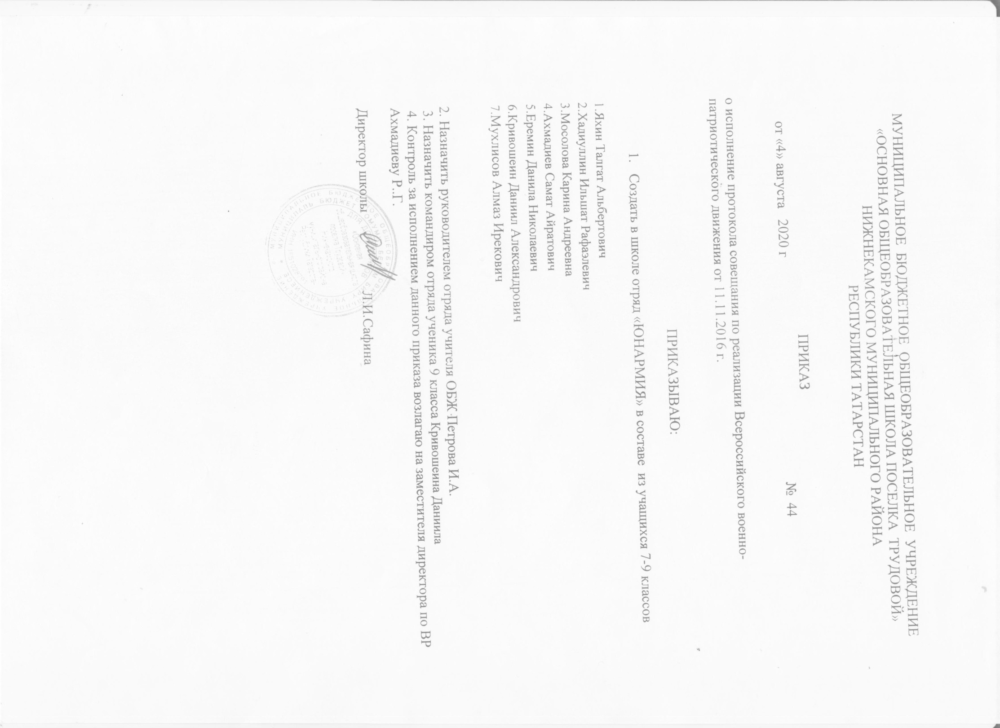 МУНИЦИПАЛЬНОЕ БЮДЖЕТНОЕ ОБЩЕОБРАЗОВАТЕЛЬНОЕ УЧРЕЖДЕНИЕ
«ОСНОВНАЯ ОБЩЕОБРАЗОВАТЕЛЬНАЯ ШКОЛА ПОСЕЛКА ТРУДОВОЙ»
НИЖНЕКАМСКОГО МУНИЦИПАЛЬНОГО РАЙОНА
РЕСПУБЛИКИ ТАТАРСТАН
ПРИКАЗ
от «4» августа 2020 г № 44
о исполнение протокола совещания по реализации Всероссийского военно-
патриотического движения от 11.11.2016 г.
ПРИКАЗЫВАЮ:
1. Создать в школе отряд «ЮНАРМИЯ» в составе из учащихся 7-9 классов
1.Яхин Талгат Альбертович
2.Хадиуллин Ильшат Рафаэлевич
3.Мосолова Карина Андреевна
4.Ахмадиев Самат Айратович
5.Еремин Данила Николаевич
6.Кривошеин Даниил Александрович
7.Мухлисов Алмаз Ирекович
2. Назначить руководителем отряда учителя ОБЖ Петрова И.А.
3. Назначить командиром отряда ученика 9 класса Кривошеина Даниила
4. Контроль за исполнением данного приказа возлагаю на заместителя директора по ВР
Ахмадиеву Р..Г.
Директор школы Л.И.Сафина